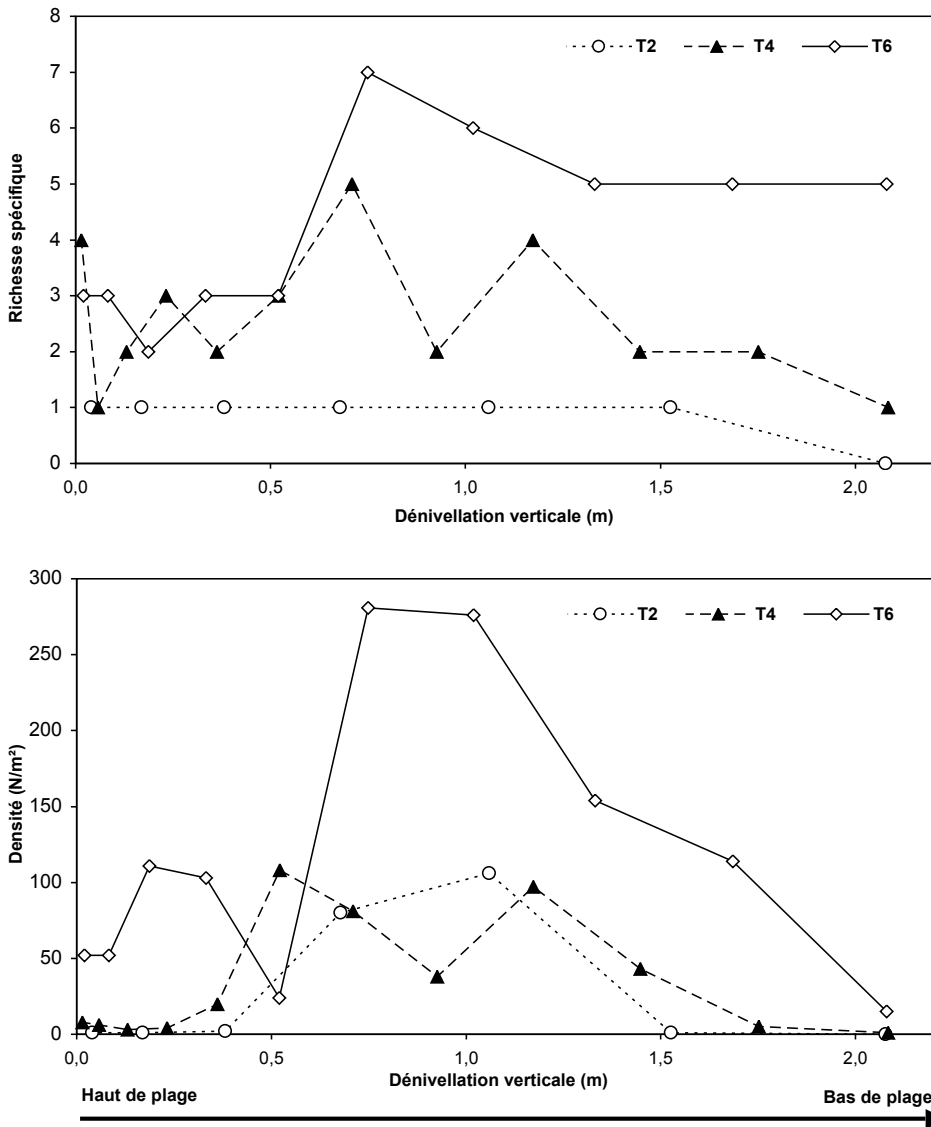 8
7
6
5
4
3
2
1
0
Richesse spécifique
T2 T4 T6
0,0 0,5 1,0 1,5 2,0
Dénivellation verticale (m)
300
250
200
150
100
50
0
Densité (N/m²)
T2 T4 T6
0,0 0,5 1,0 1,5 2,0
Dénivellation verticale (m)
Haut de plage Bas de plage